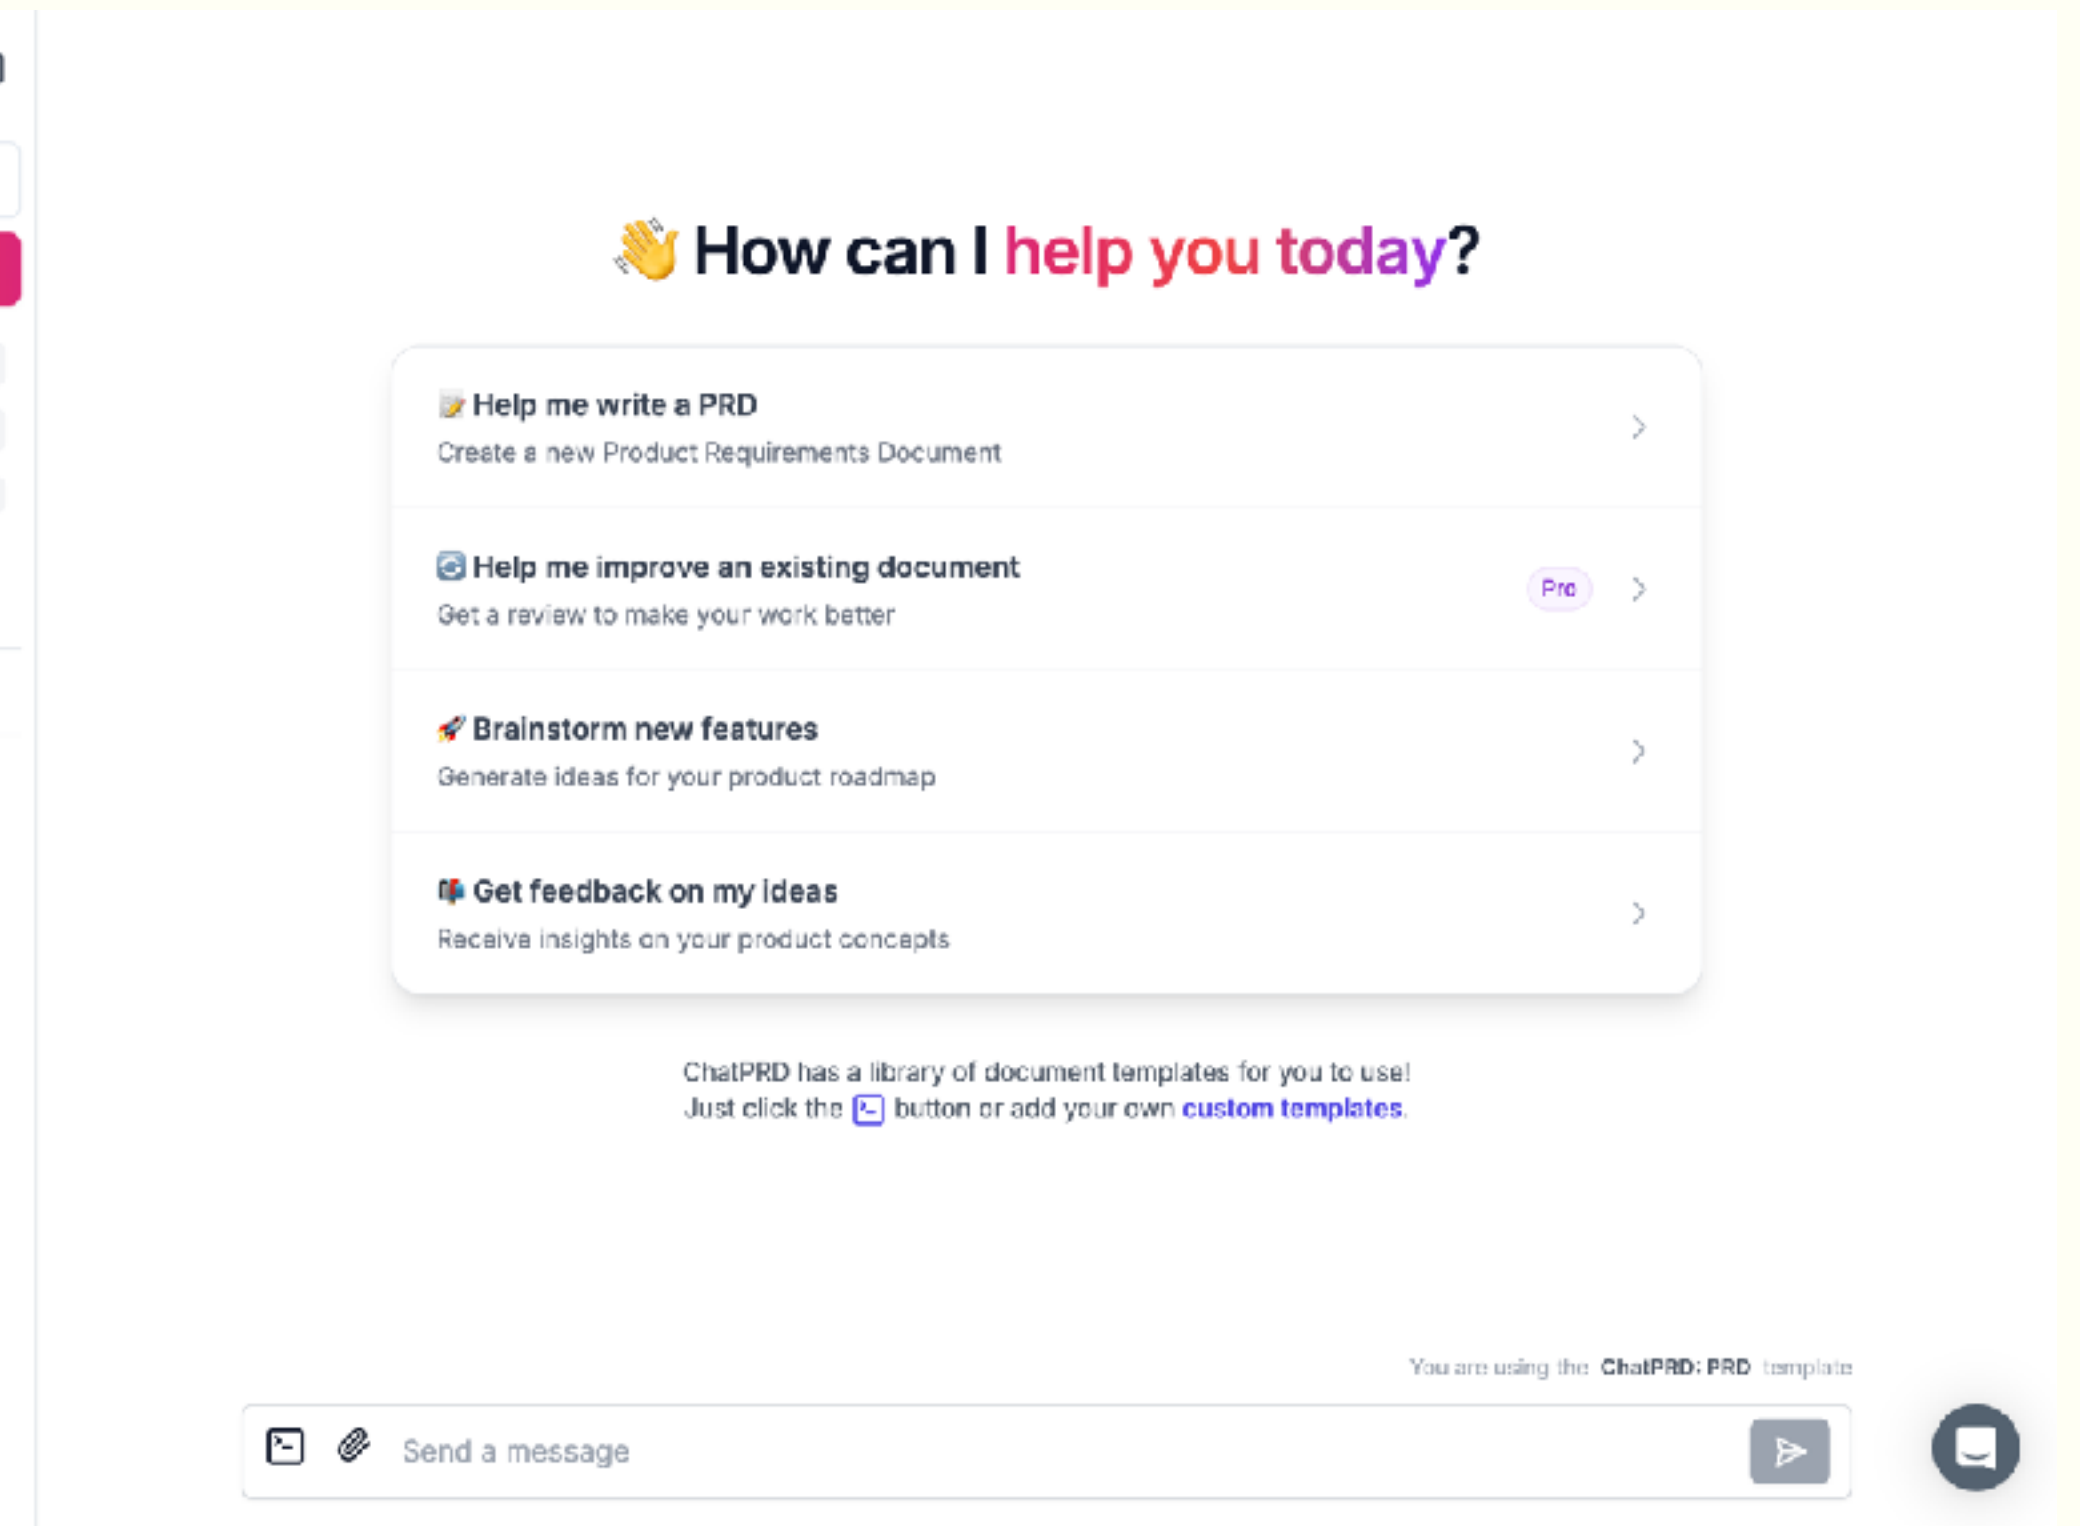 How can I help you today?
Help me write a PRD
Create a new Product Requirements Document
Help me improve an existing document
Get a review to make your work better
Pro
Brainstorm new features
Generate ideas for your product roadmap
Get feedback on my ideas
Receive insights on your product concepts
ChatPRD has a library of document templates for you to use!
Just click the button or add your own custom templates.
You are using the ChatPRD: PRD template
Send a message